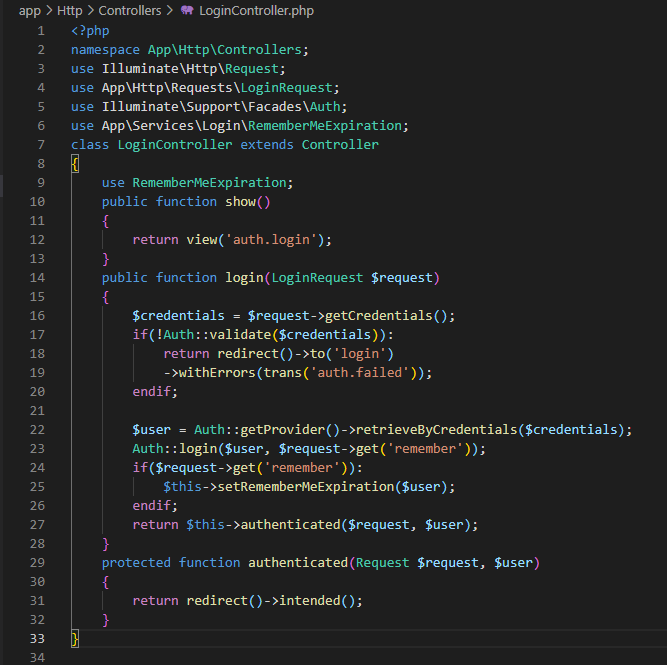 app > Http > Controllers > LoginController.php
1 <?php
2 namespace App\Http\Controllers;
3 use Illuminate\Http\Request;
4 use App\Http\Requests\LoginRequest;
5 use Illuminate\Support\Facades\Auth;
6 use App\Services\Login\RememberMeExpiration;
7 class LoginController extends Controller
8 {
9     use RememberMeExpiration;
10     public function show()
11     {
12         return view('auth.login');
13     }
14     public function login(LoginRequest $request)
15     {
16         $credentials = $request->getCredentials();
17         if(!Auth::validate($credentials)):
18             return redirect()->to('login')
19             ->withErrors(trans('auth.failed'));
20         endif;
21
22         $user = Auth::getProvider()->retrieveByCredentials($credentials);
23         Auth::login($user, $request->get('remember'));
24         if($request->get('remember')):
25             $this->setRememberMeExpiration($user);
26         endif;
27         return $this->authenticated($request, $user);
28     }
29     protected function authenticated(Request $request, $user)
30     {
31         return redirect()->intended();
32     }
33 }
34